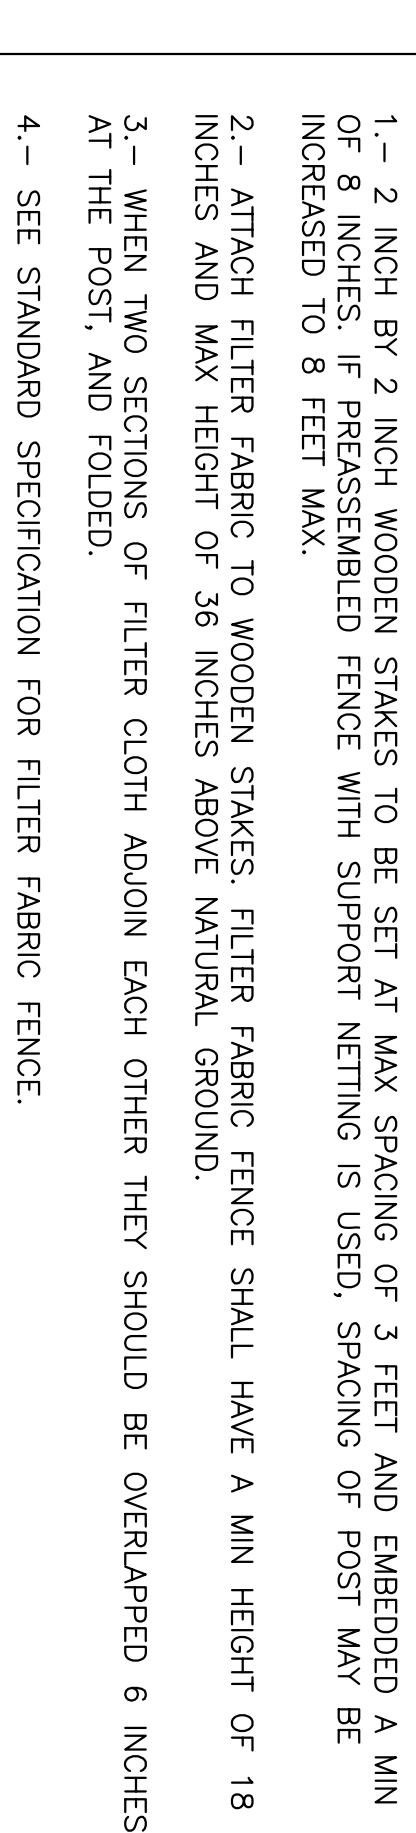 1.– 2 INCH BY 2 INCH WOODEN STAKES TO BE SET AT MAX SPACING OF 3 FEET AND EMBEDDED A MIN
OF 8 INCHES. IF PREASSEMBLED FENCE WITH SUPPORT NETTING IS USED, SPACING OF POST MAY BE
INCREASED TO 8 FEET MAX.
2.– ATTACH FILTER FABRIC TO WOODEN STAKES. FILTER FABRIC FENCE SHALL HAVE A MIN HEIGHT OF 18
INCHES AND MAX HEIGHT OF 36 INCHES ABOVE NATURAL GROUND.
3.– WHEN TWO SECTIONS OF FILTER CLOTH ADJOIN EACH OTHER THEY SHOULD BE OVERLAPPED 6 INCHES
AT THE POST, AND FOLDED.
4.– SEE STANDARD SPECIFICATION FOR FILTER FABRIC FENCE.